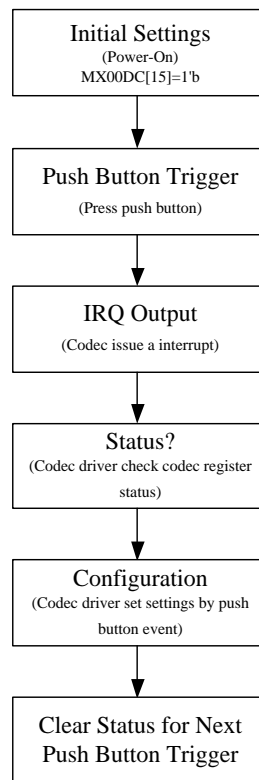 Initial Settings
(Power-On)
MX00DC[15]=1'b
Push Button Trigger
(Press push button)
IRQ Output
(Codec issue a interrupt)
Status?
(Codec driver check codec register
status)
Configuration
(Codec driver set settings by push
button event)
Clear Status for Next
Push Button Trigger